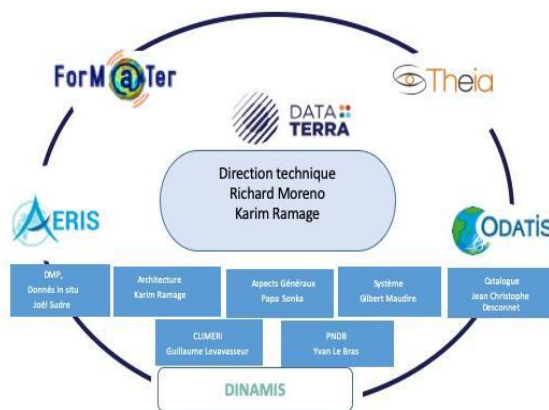 ForM@Ter
Theia
DATA
TERRA
Direction technique
Richard Moreno
Karim Ramage
AERIS
ODATIS
DMP,
Donnés in situ
Joël Sudre
Architecture
Karim Ramage
Aspects Généraux
Papa Sonka
Système
Gilbert Maudire
Catalogue
Jean Christophe
Desconnet
CLIMERI
Guillaume Levavasseur
PNDB
Yvan Le Bras
DINAMIS